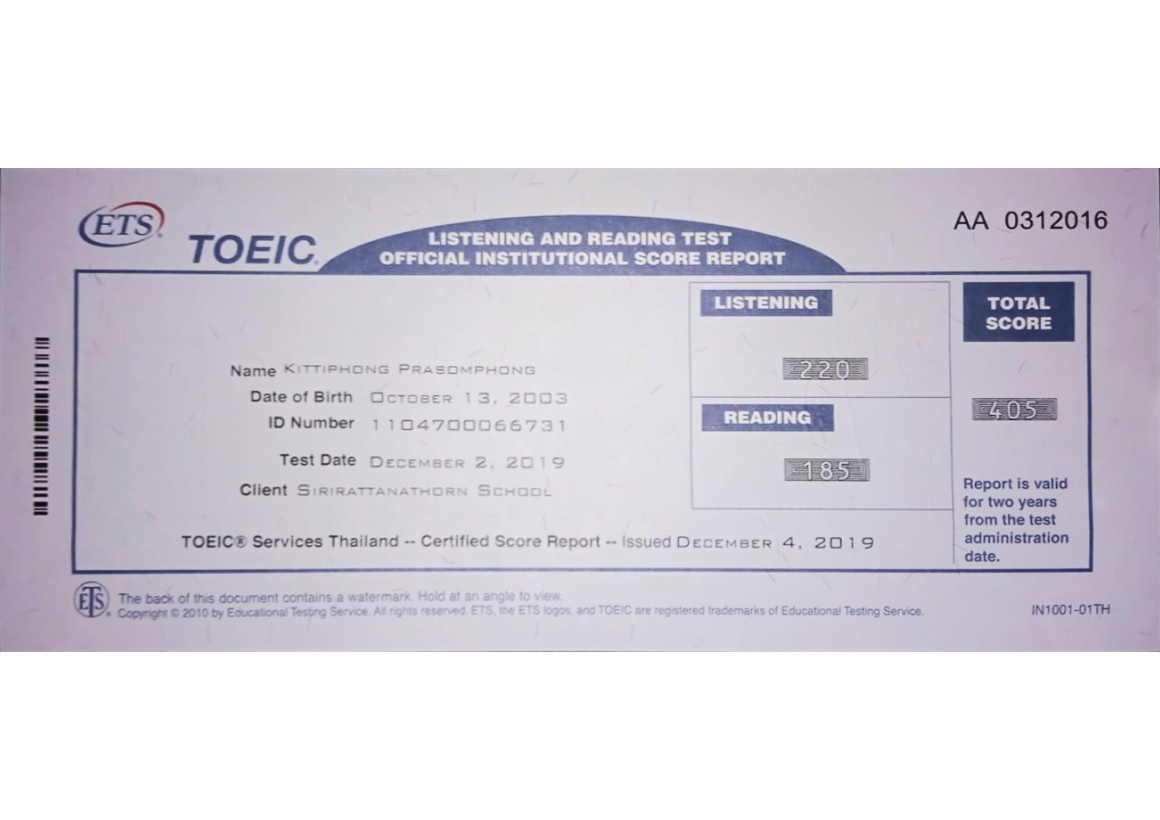 ETS
TOEIC®
LISTENING AND READING TEST
OFFICIAL INSTITUTIONAL SCORE REPORT
AA 0312016
LISTENING
220
READING
185
TOTAL
SCORE
405
Report is valid
for two years
from the test
administration
date.
Name KITTIPHONG PRASOMPHONG
Date of Birth OCTOBER 13, 2003
ID Number 1104700066731
Test Date DECEMBER 2, 2019
Client SIRIRATTANATHORN SCHOOL
TOEIC® Services Thailand -- Certified Score Report -- Issued DECEMBER 4, 2019
ETS®
The back of this document contains a watermark. Hold at an angle to view.
Copyright © 2010 by Educational Testing Service. All rights reserved. ETS, the ETS logos, and TOEIC are registered trademarks of Educational Testing Service.
IN1001-01TH